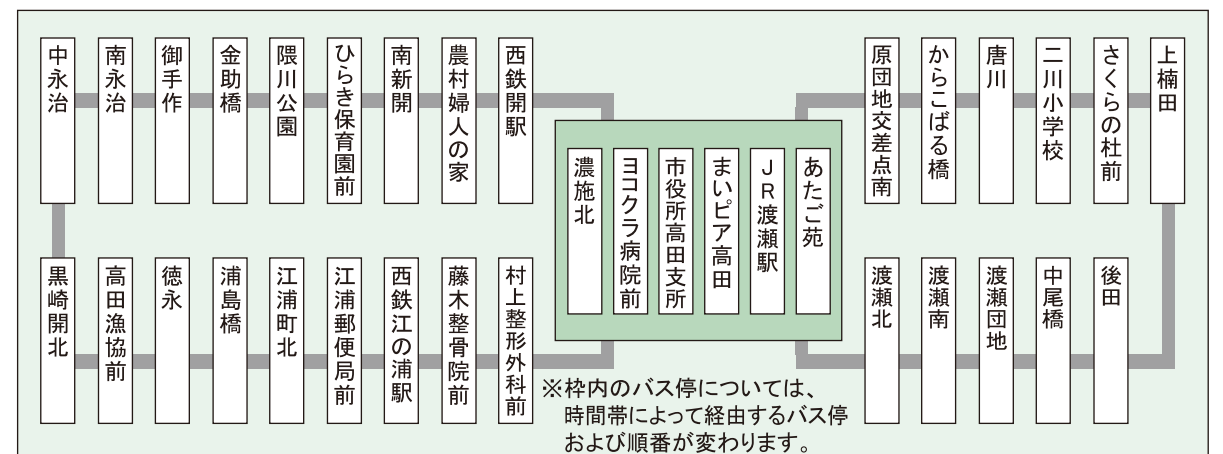 中永治
南永治
御手作
金助橋
隈川公園
ひらき保育園前
南新開
農村婦人の家
西鉄開駅
原団地交差点南
からこばる橋
唐川
二川小学校
さくらの杜前
上楠田
濃施北
ヨコクラ病院前
市役所高田支所
まいピア高田
JR渡瀬駅
あたご苑
黒崎開北
高田漁協前
徳永
浦島橋
江浦町北
江浦郵便局前
西鉄江の浦駅
藤木整骨院前
村上整形外科前
渡瀬北
渡瀬南
渡瀬団地
中尾橋
後田
※枠内のバス停については、
時間帯によって経由するバス停
および順番が変わります。